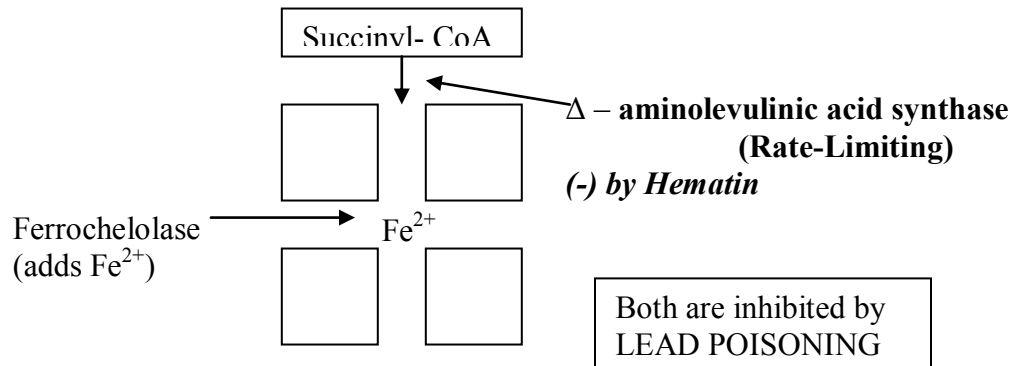 Succinyl- CoA
Δ – aminolevulinic acid synthase
(Rate-Limiting)
(-) by Hematin
Ferrochelolase
(adds Fe²⁺)
Fe²⁺
Both are inhibited by
LEAD POISONING